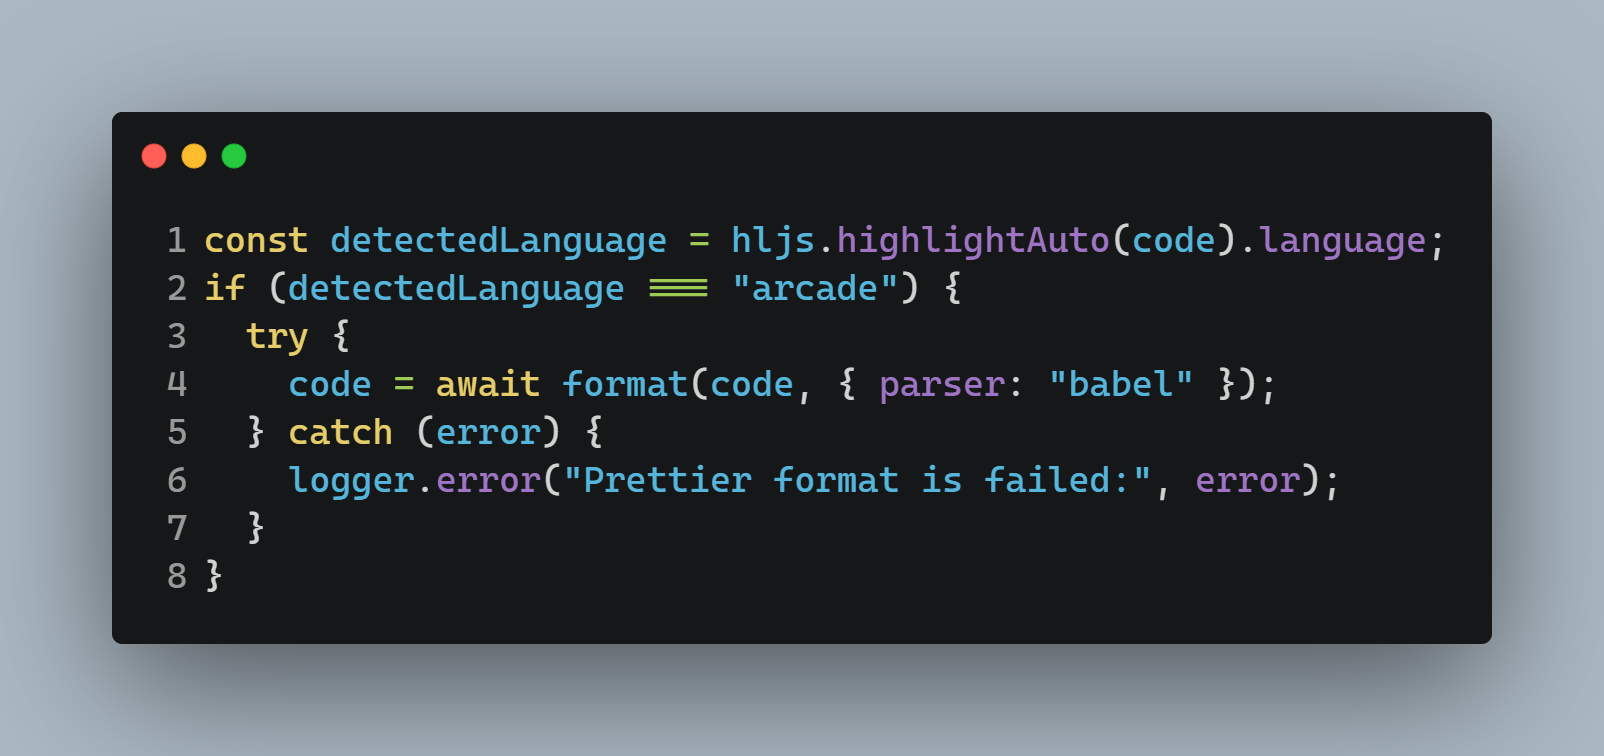 1 const detectedLanguage = hljs.highlightAuto(code).language;
2 if (detectedLanguage === "arcade") {
3   try {
4     code = await format(code, { parser: "babel" });
5   } catch (error) {
6     logger.error("Prettier format is failed:", error);
7   }
8 }